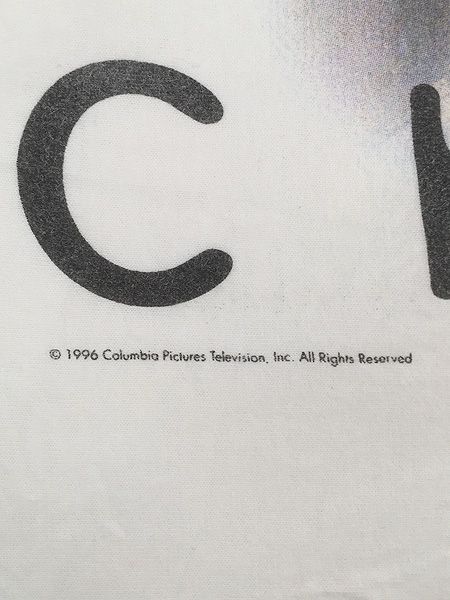 C
© 1996 Columbia Pictures Television, Inc. All Rights Reserved